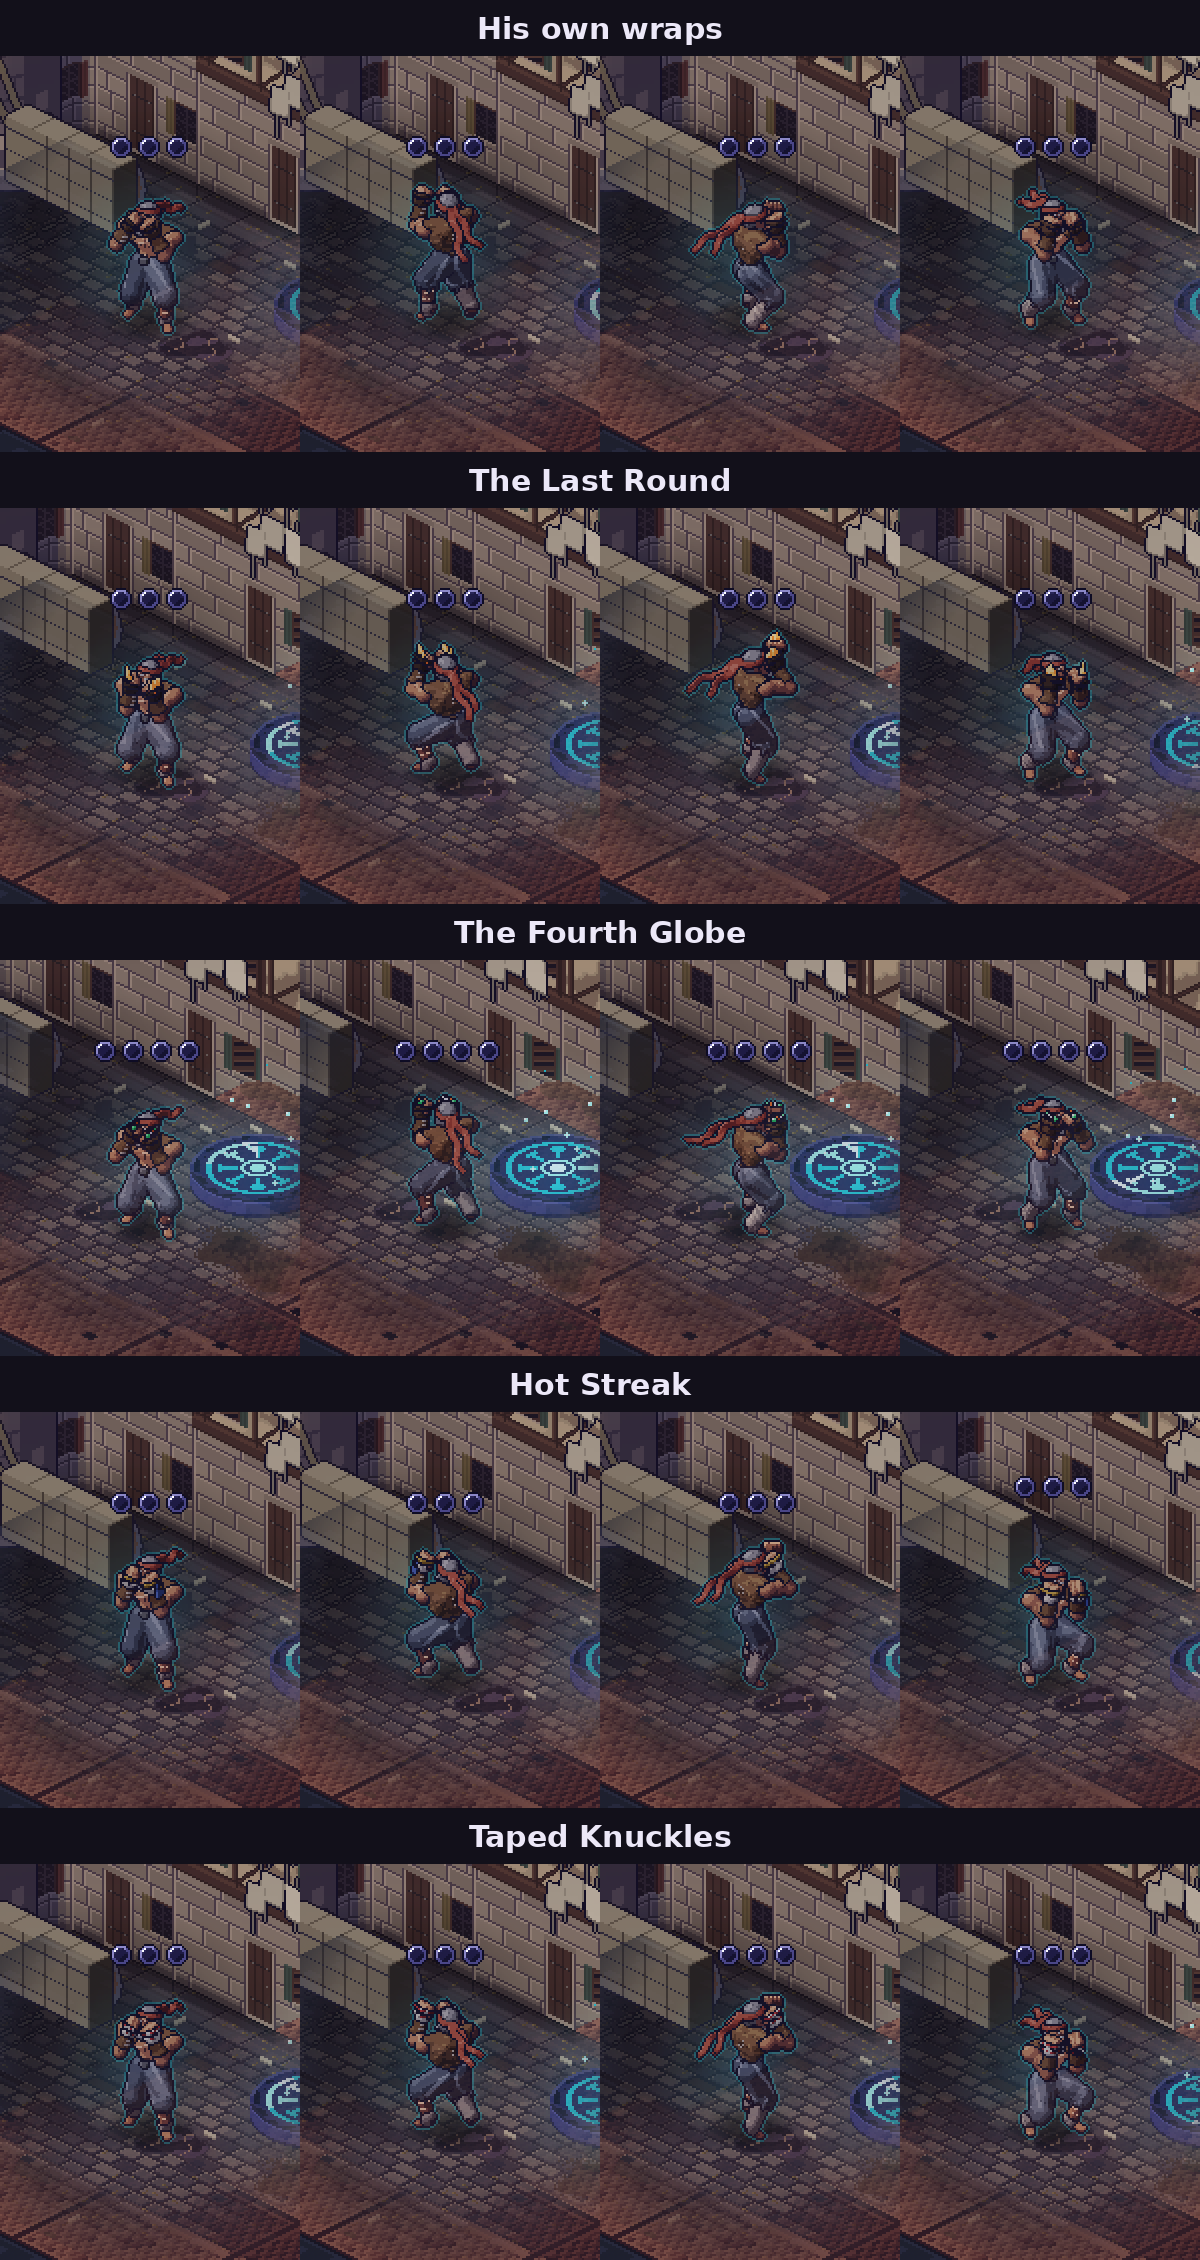 His own wraps
The Last Round
The Fourth Globe
Hot Streak
Taped Knuckles